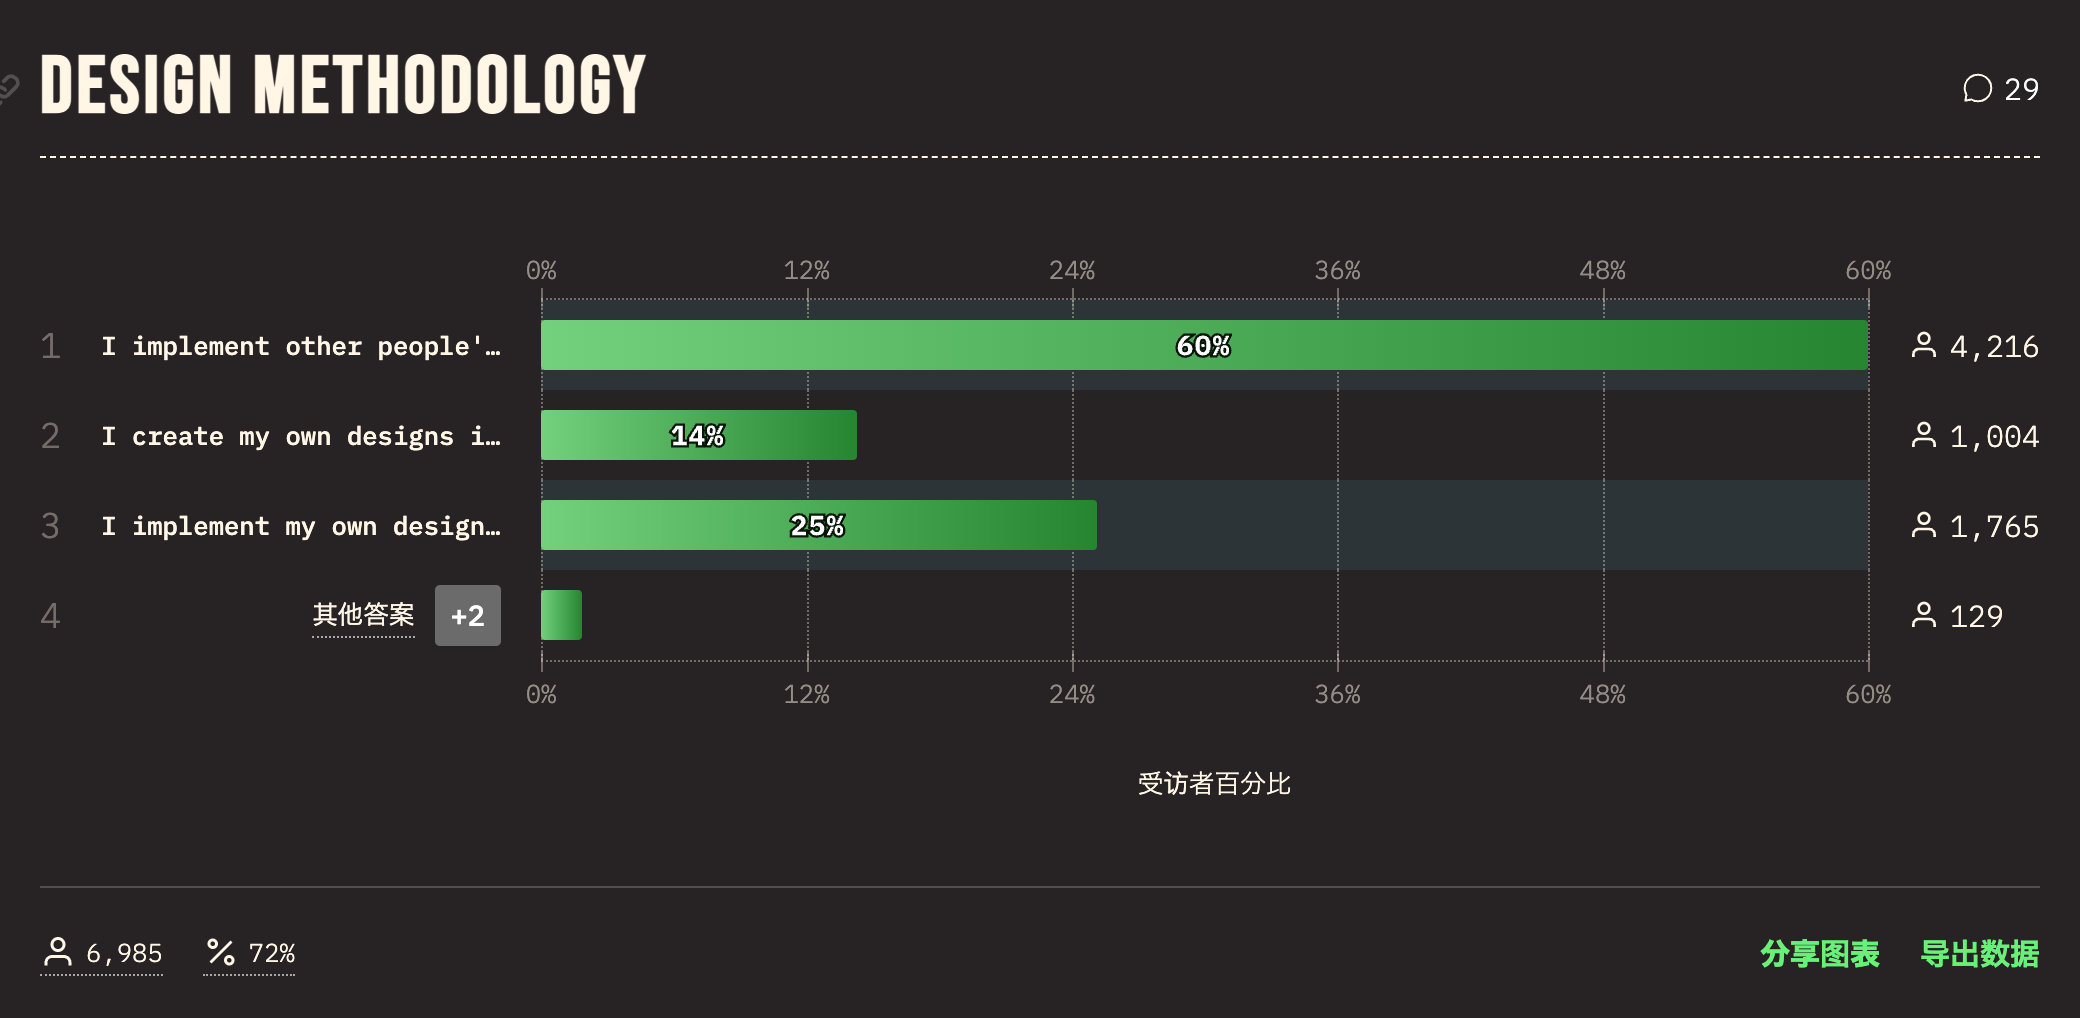 DESIGN METHODOLOGY
29
0% 12% 24% 36% 48% 60%
1 I implement other people'… 60% 4,216
2 I create my own designs i… 14% 1,004
3 I implement my own design… 25% 1,765
4 其他答案 +2 129
0% 12% 24% 36% 48% 60%
受访者百分比
6,985 72% 分享图表 导出数据